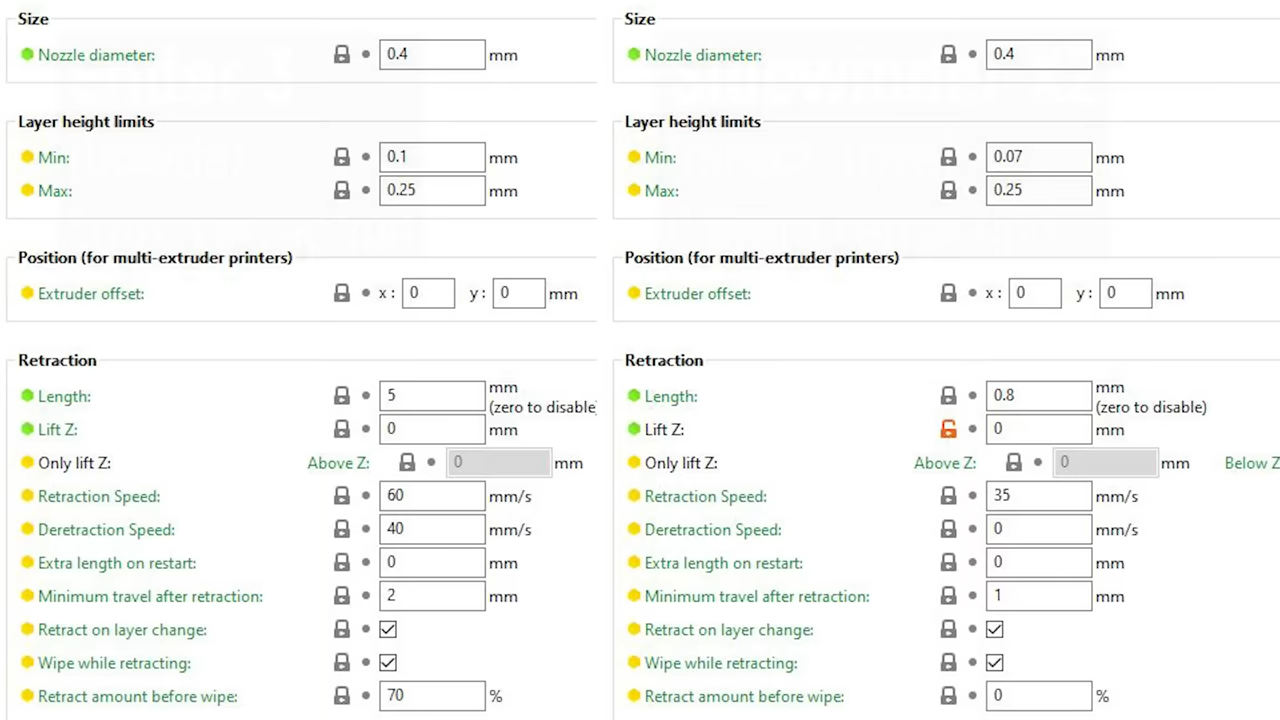 Size
Nozzle diameter: 0.4 mm
Layer height limits
Min: 0.1 mm
Max: 0.25 mm
Position (for multi-extruder printers)
Extruder offset: x: 0 y: 0 mm
Retraction
Length: 5 mm (zero to disable
Lift Z: 0 mm
Only lift Z: Above Z: 0 mm
Retraction Speed: 60 mm/s
Deretraction Speed: 40 mm/s
Extra length on restart: 0 mm
Minimum travel after retraction: 2 mm
Retract on layer change:
Wipe while retracting:
Retract amount before wipe: 70 %
Size
Nozzle diameter: 0.4 mm
Layer height limits
Min: 0.07 mm
Max: 0.25 mm
Position (for multi-extruder printers)
Extruder offset: x: 0 y: 0 mm
Retraction
Length: 0.8 mm (zero to disable)
Lift Z: 0 mm
Only lift Z: Above Z: 0 mm Below Z
Retraction Speed: 35 mm/s
Deretraction Speed: 0 mm/s
Extra length on restart: 0 mm
Minimum travel after retraction: 1 mm
Retract on layer change:
Wipe while retracting:
Retract amount before wipe: 0 %